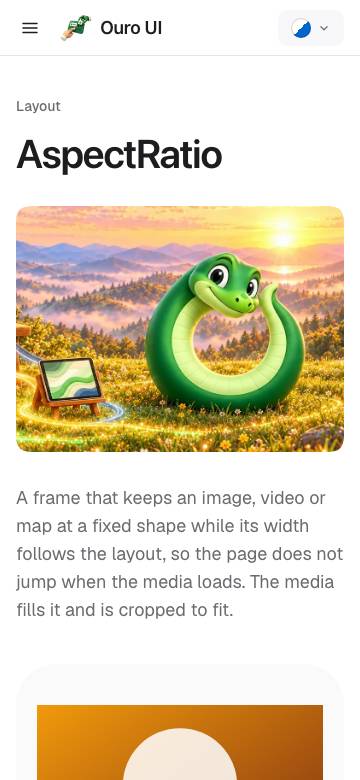 Ouro UI
Layout
AspectRatio
A frame that keeps an image, video or
map at a fixed shape while its width
follows the layout, so the page does not
jump when the media loads. The media
fills it and is cropped to fit.